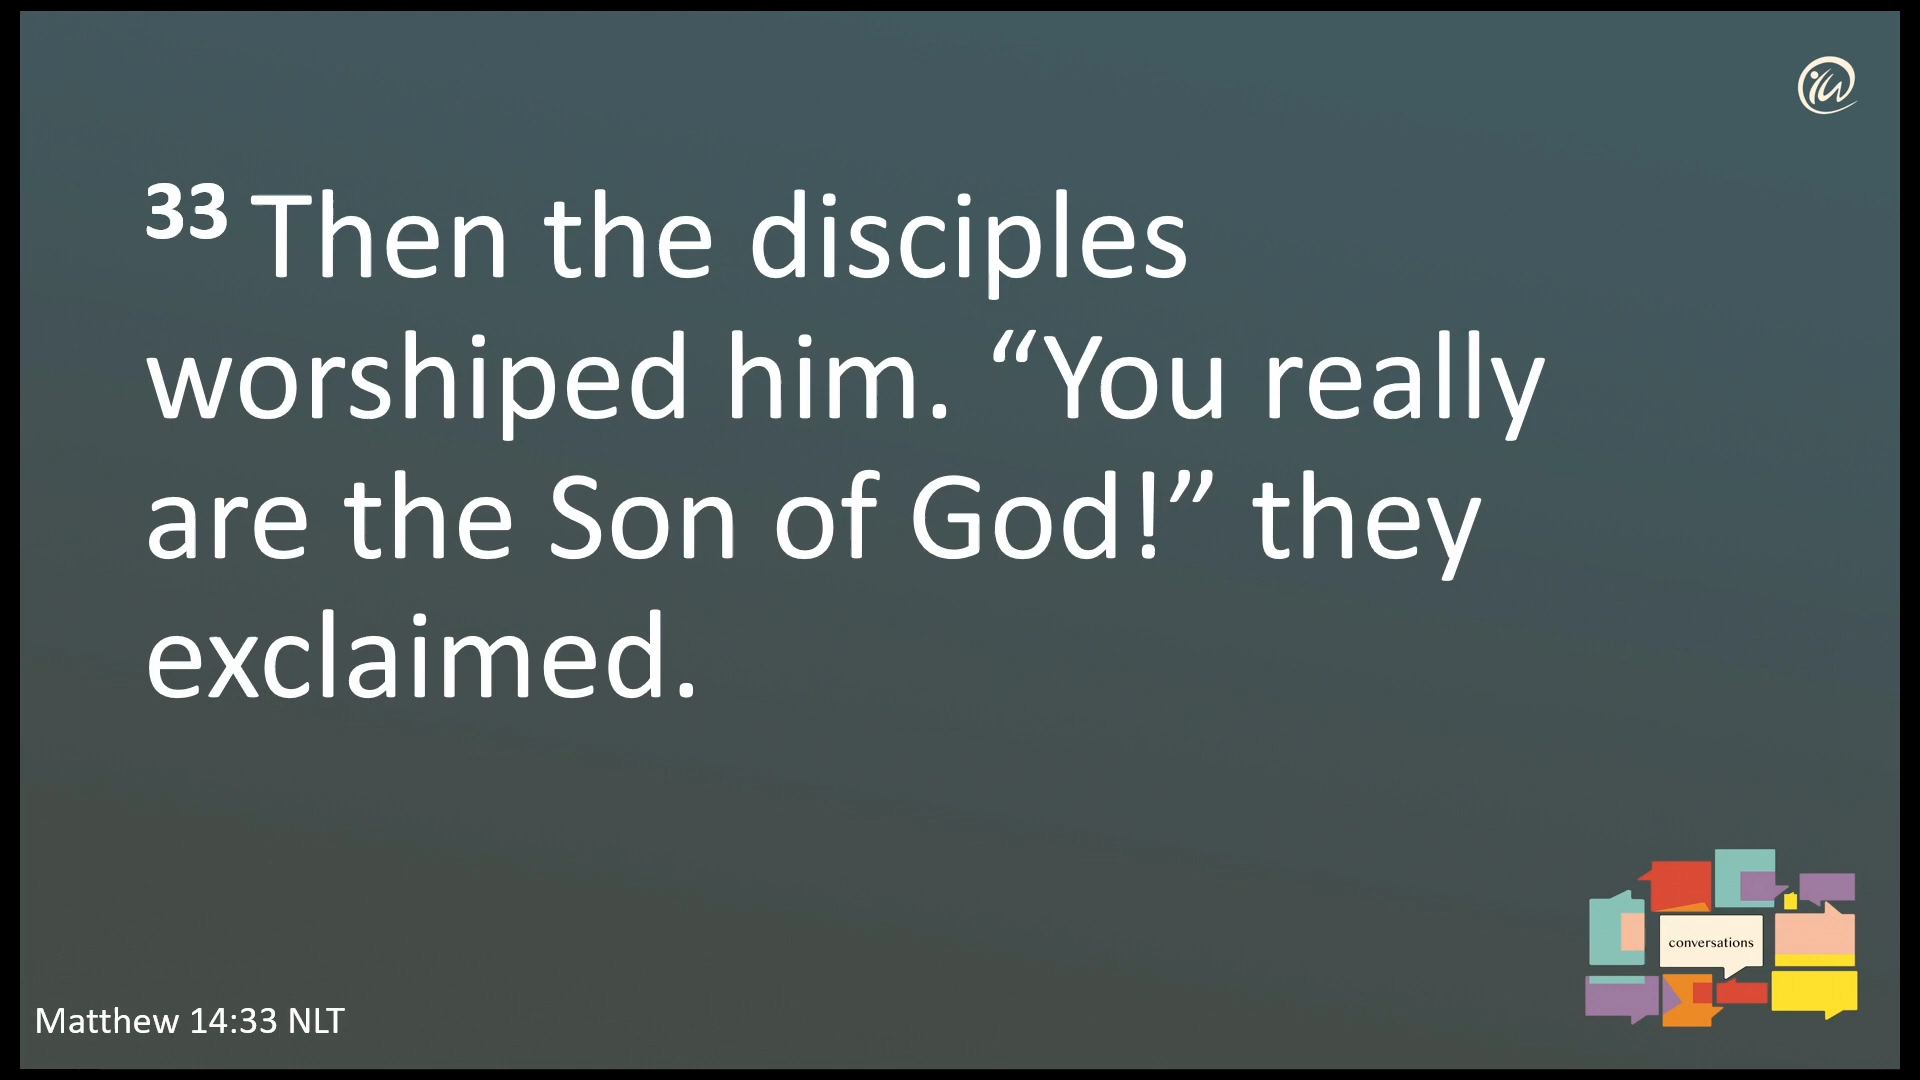 33 Then the disciples
worshiped him. “You really
are the Son of God!” they
exclaimed.
conversations
Matthew 14:33 NLT